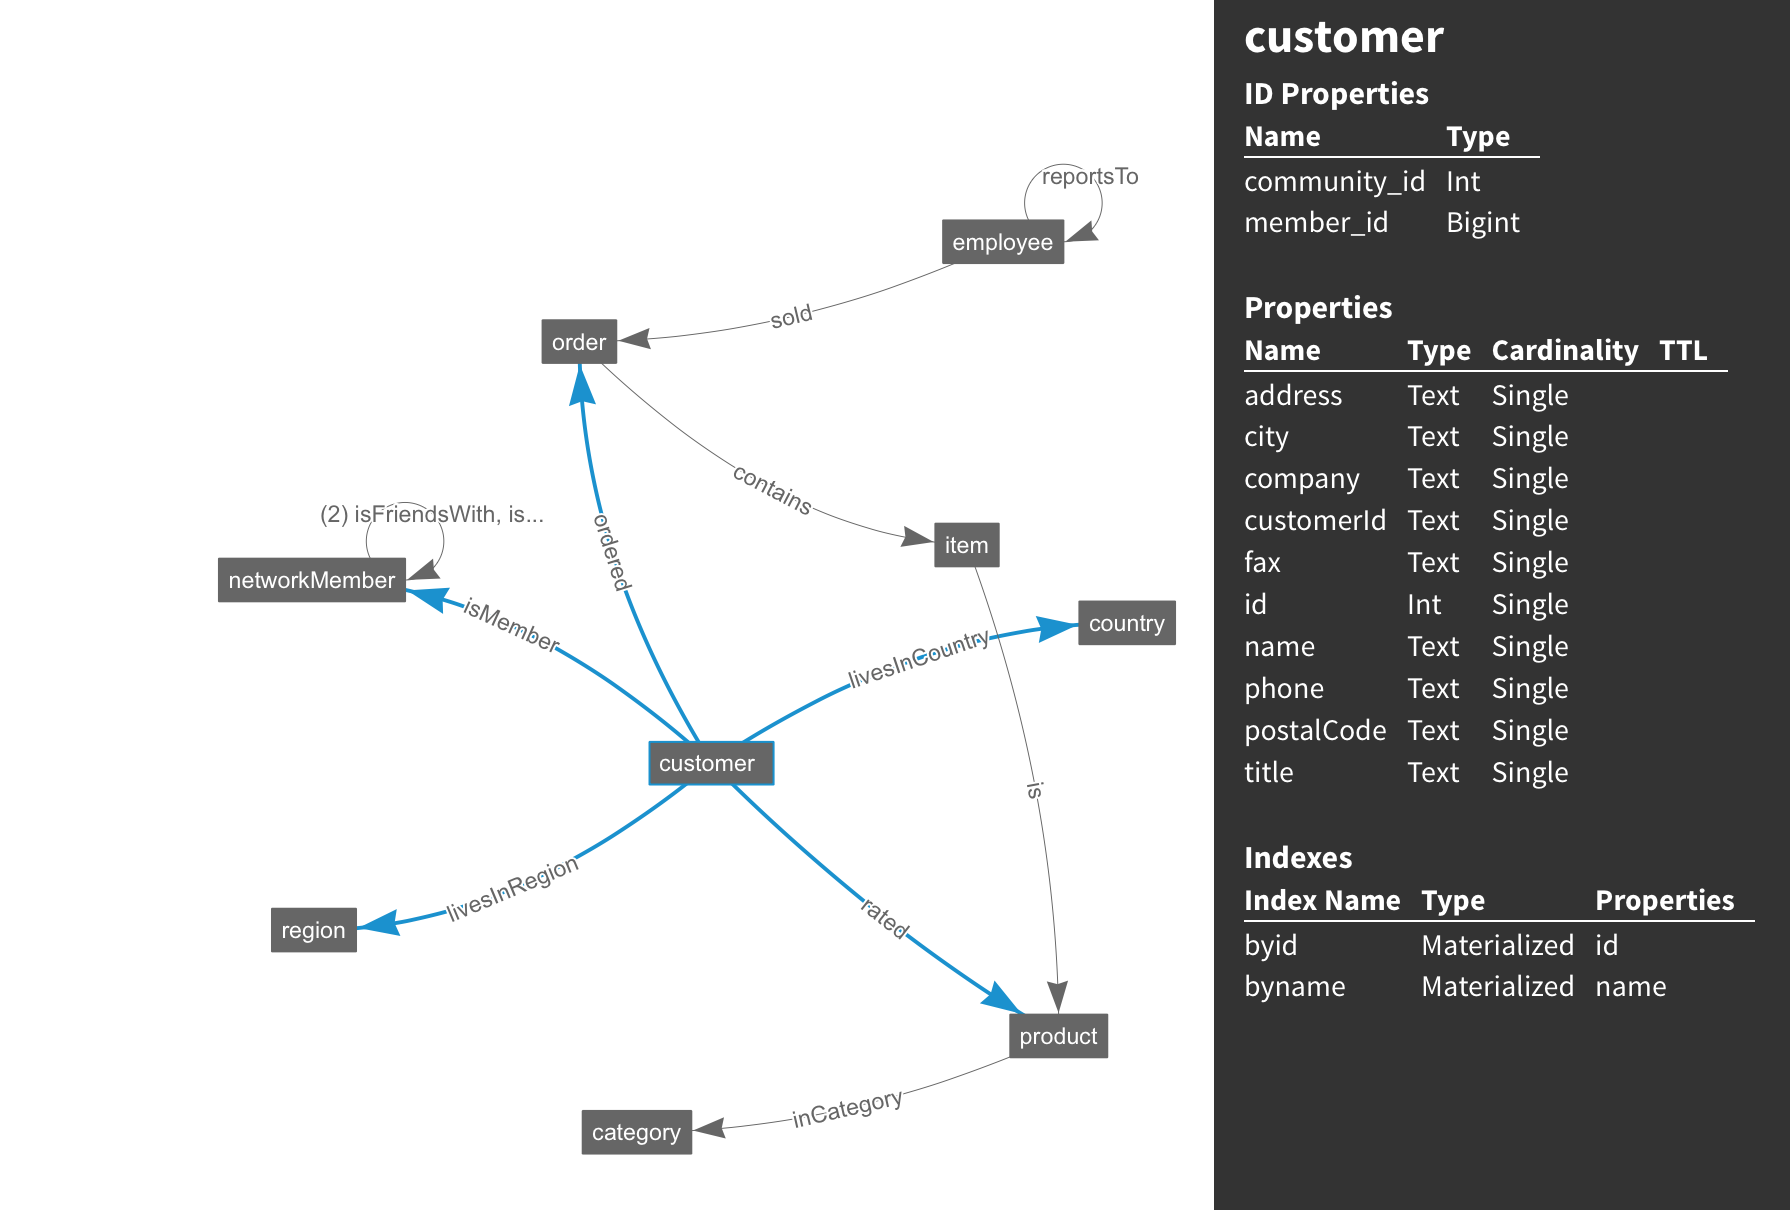 reportsTo
employee
sold
order
contains
(2) isFriendsWith, is...
ordered
item
networkMember
isMember
country
livesInCountry
customer
is
livesInRegion
rated
region
product
inCategory
category
customer
ID Properties
Name Type
community_id Int
member_id Bigint
Properties
Name Type Cardinality TTL
address Text Single
city Text Single
company Text Single
customerId Text Single
fax Text Single
id Int Single
name Text Single
phone Text Single
postalCode Text Single
title Text Single
Indexes
Index Name Type Properties
byid Materialized id
byname Materialized name